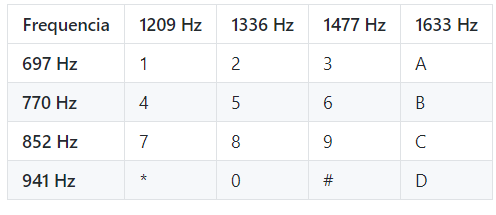 Frequencia 1209 Hz 1336 Hz 1477 Hz 1633 Hz
697 Hz 1 2 3 A
770 Hz 4 5 6 B
852 Hz 7 8 9 C
941 Hz * 0 # D